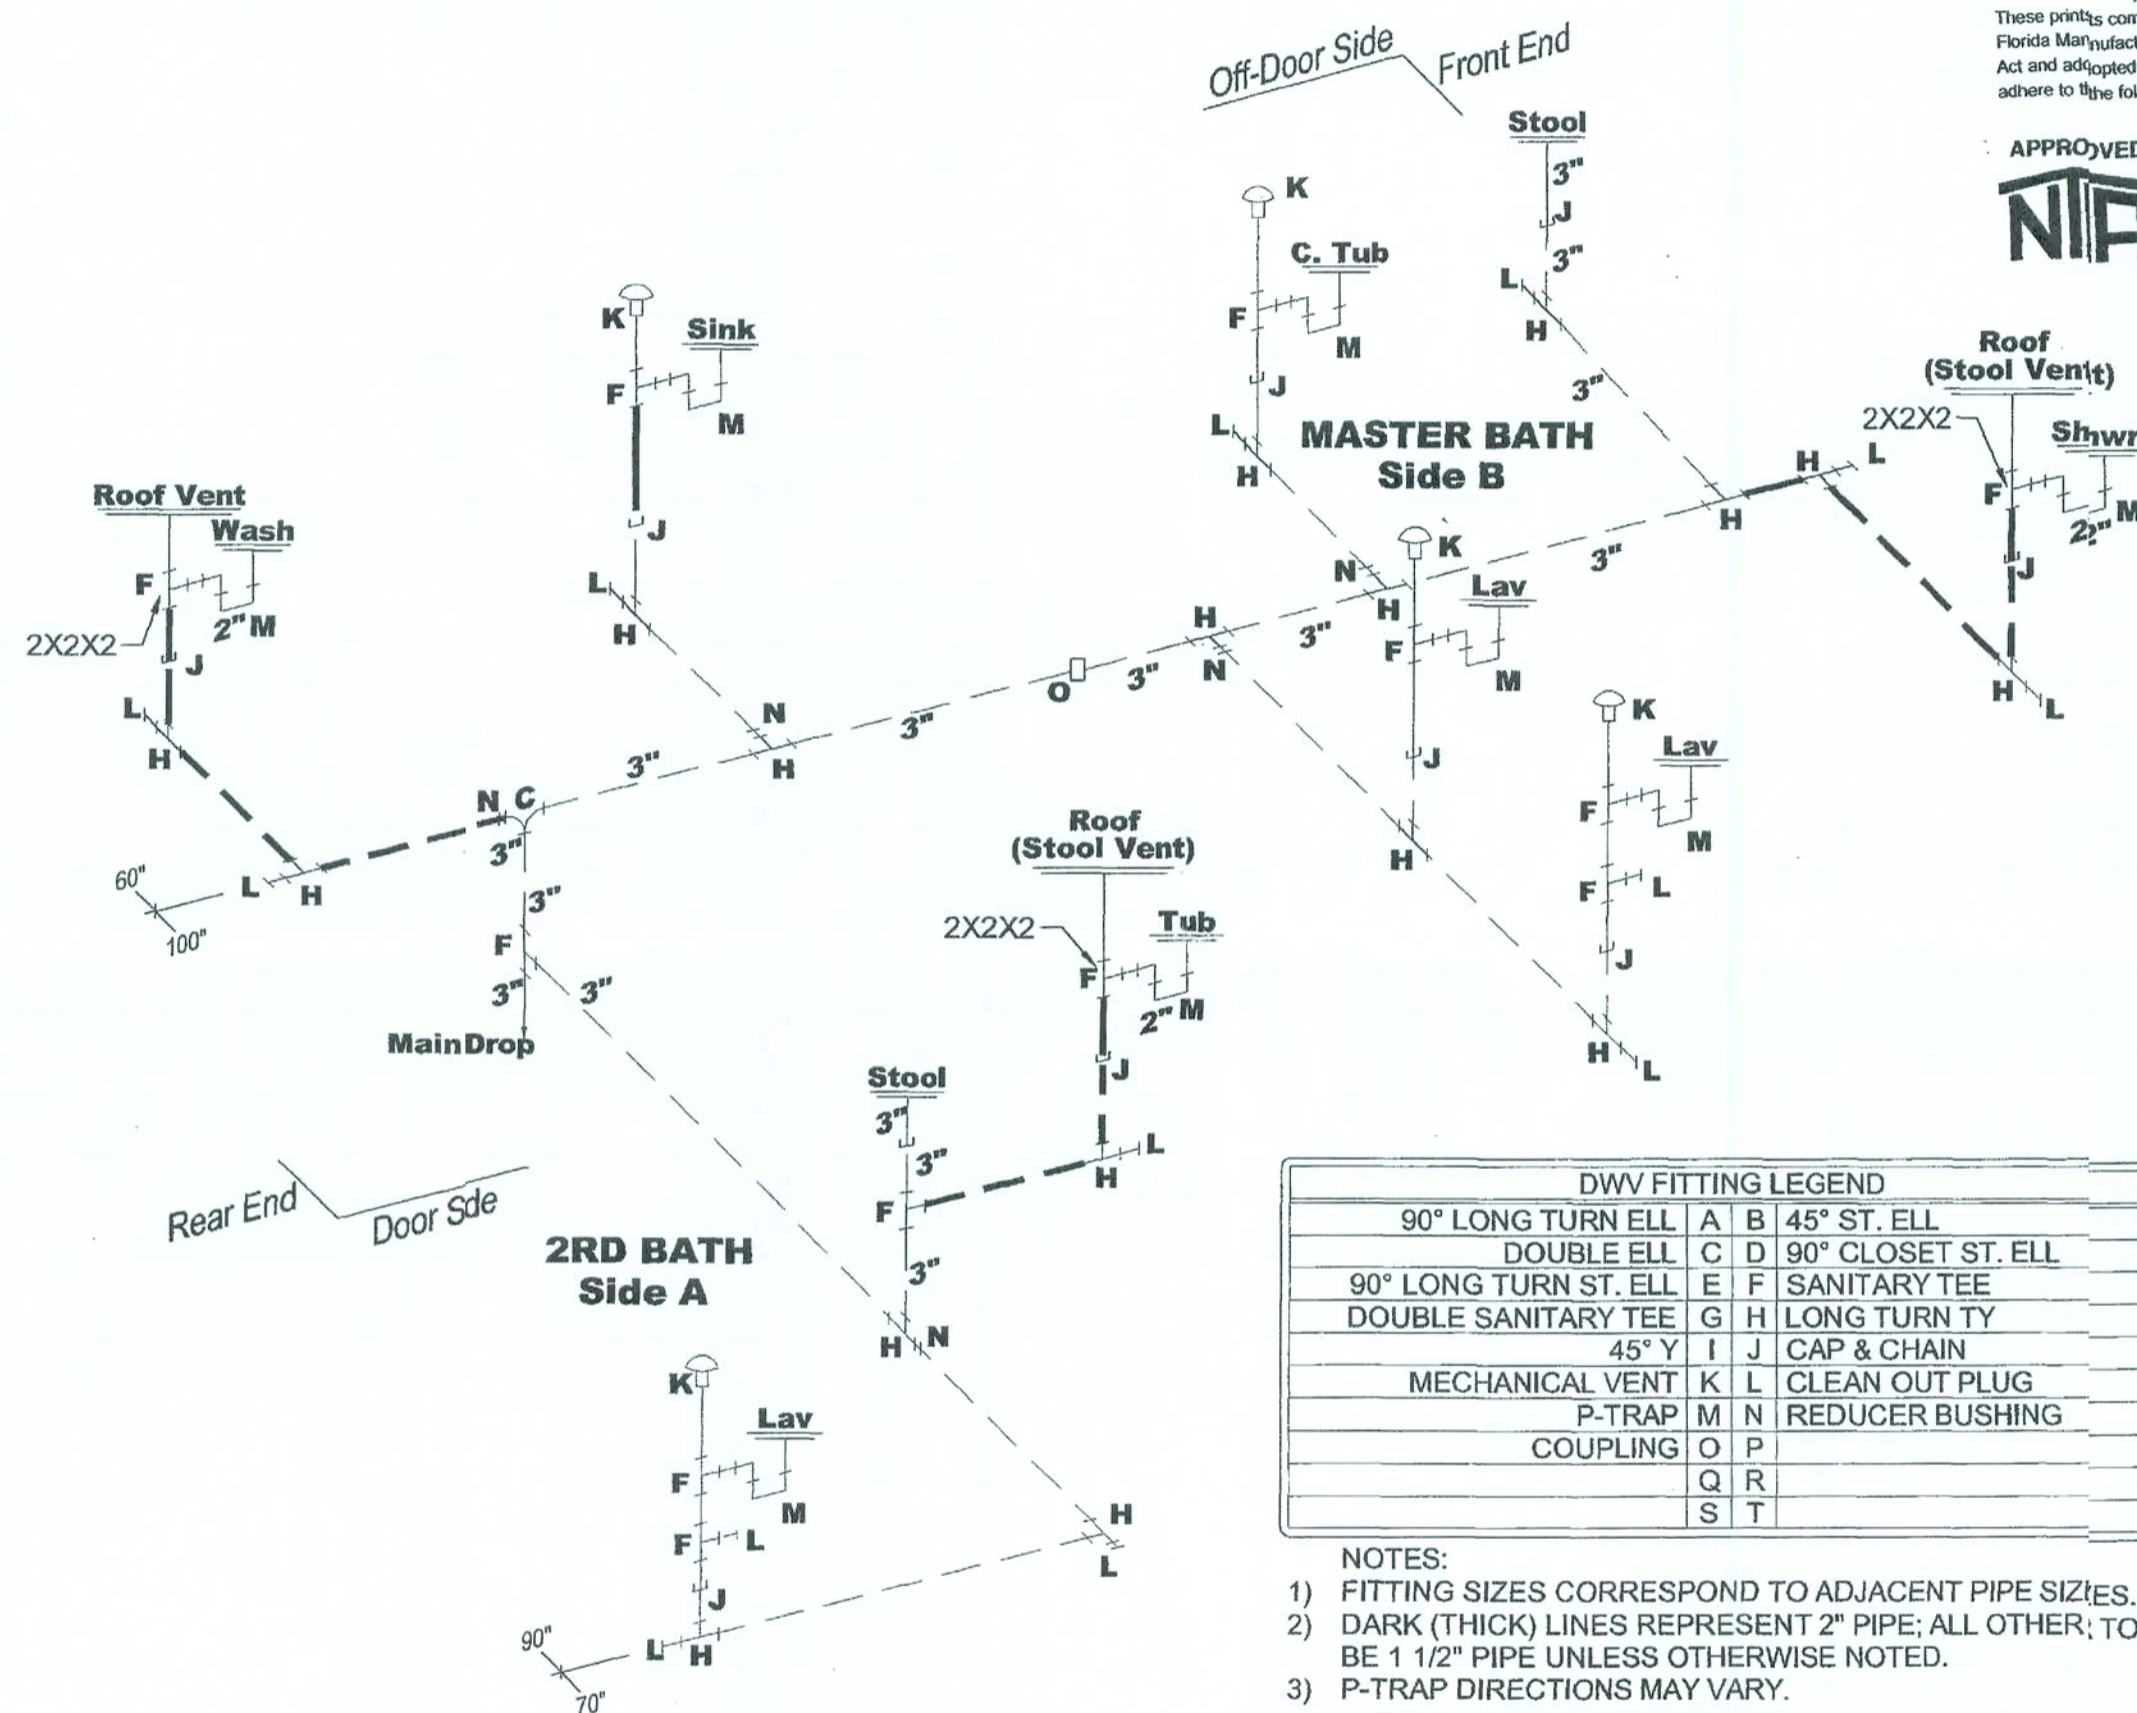 These prints com
Florida Manufact
Act and adopted
adhere to the fol
APPROVED
NTA
Off-Door Side
Front End
Stool
3"
J
3"
L
H
3"
K
C. Tub
F
M
J
L
H
MASTER BATH
Side B
Roof
(Stool Vent)
2X2X2
Shwr
F
2" M
J
H
L
H
L
H
3"
K
Sink
F
M
J
L
H
Roof Vent
Wash
F
2" M
2X2X2
J
L
H
N
H
3"
K
Lav
F
M
J
H
H
N
3"
O
3"
N
H
3"
3"
N C
3"
L
H
60"
100"
3"
F
3"
3"
Main Drop
K
Lav
F
M
F
L
J
H
L
Roof
(Stool Vent)
2X2X2
Tub
F
2" M
J
L
H
Stool
3"
3"
F
3"
H
N
Rear End
Door Sde
2RD BATH
Side A
K
Lav
F
M
F
L
J
L
H
H
L
90"
70"
DWV FITTING LEGEND
90° LONG TURN ELL A B 45° ST. ELL
DOUBLE ELL C D 90° CLOSET ST. ELL
90° LONG TURN ST. ELL E F SANITARY TEE
DOUBLE SANITARY TEE G H LONG TURN TY
45° Y I J CAP & CHAIN
MECHANICAL VENT K L CLEAN OUT PLUG
P-TRAP M N REDUCER BUSHING
COUPLING O P
Q R
S T
NOTES:
1) FITTING SIZES CORRESPOND TO ADJACENT PIPE SIZES.
2) DARK (THICK) LINES REPRESENT 2" PIPE; ALL OTHER TO
BE 1 1/2" PIPE UNLESS OTHERWISE NOTED.
3) P-TRAP DIRECTIONS MAY VARY.